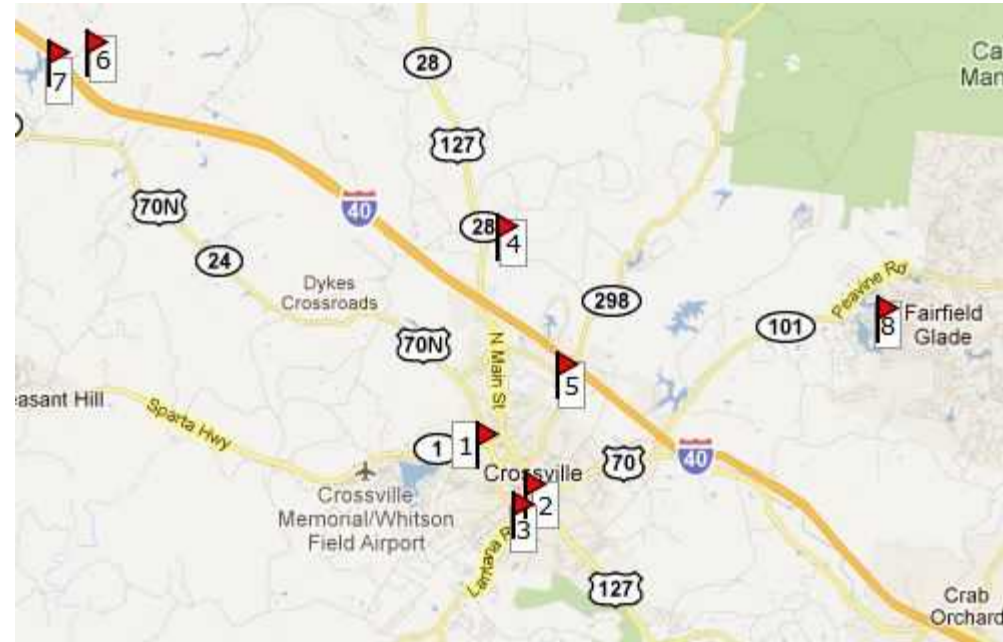 Ca
Mar
28
6
7
127
70N
40
28
4
24
Peavine Rd
Dykes
Crossroads
298
8
Fairfield
Glade
101
70N
N Main St
5
easant Hill
Sparta Hwy
1
1
70
40
Crossville
Crossville
Memorial/Whitson
Field Airport
2
3
Lantana R
127
Crab
Orchard